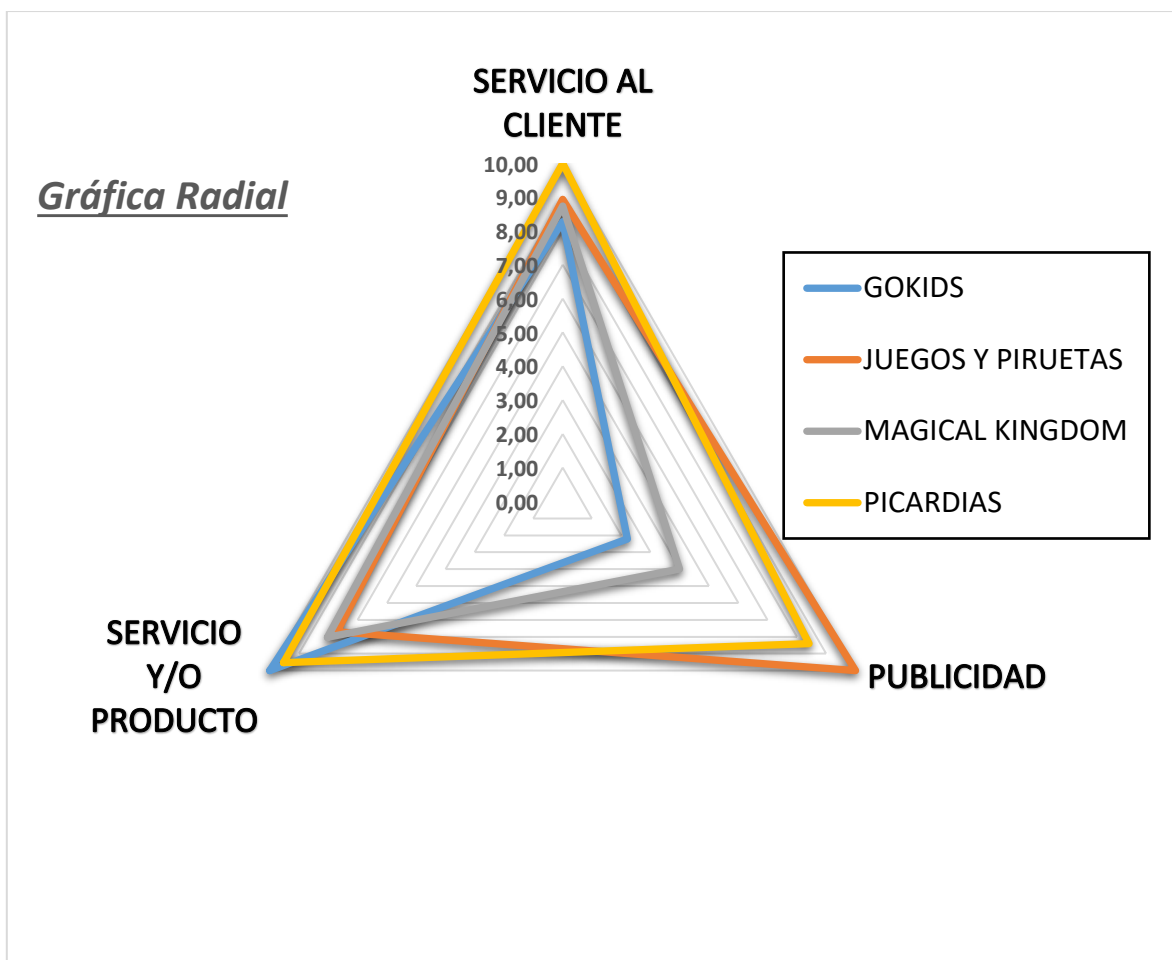 SERVICIO AL
CLIENTE
Gráfica Radial
10,00
9,00
8,00
7,00
6,00
5,00
4,00
3,00
2,00
1,00
0,00
GOKIDS
JUEGOS Y PIRUETAS
MAGICAL KINGDOM
PICARDIAS
SERVICIO
Y/O
PRODUCTO
PUBLICIDAD